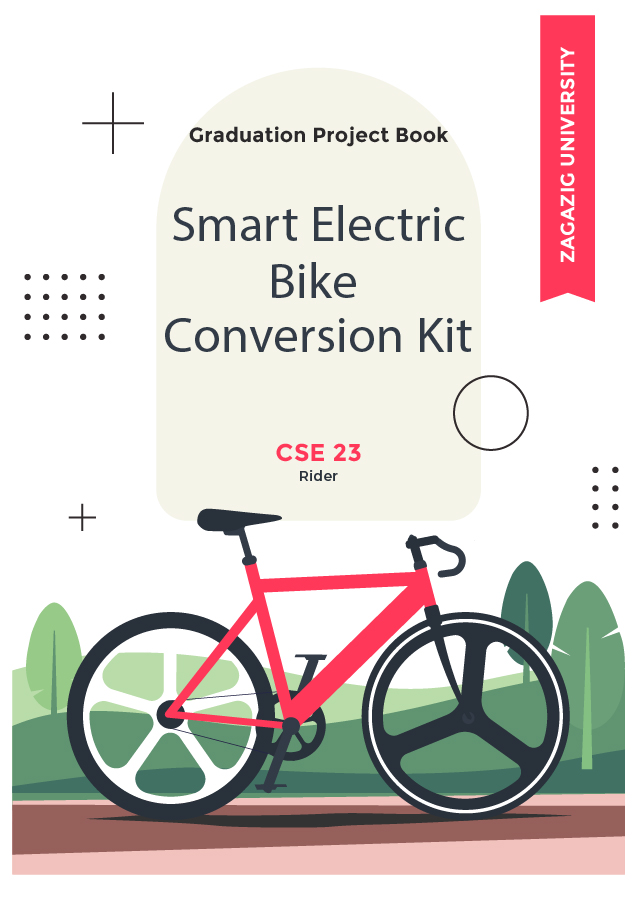 ZAGAZIG UNIVERSITY
Graduation Project Book
Smart Electric
Bike
Conversion Kit
CSE 23
Rider